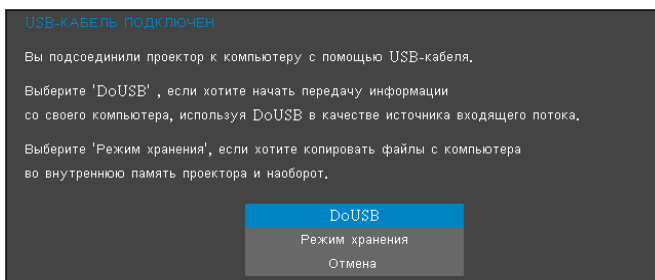 USB-КАБЕЛЬ ПОДКЛЮЧЕН
Вы подсоединили проектор к компьютеру с помощью USB-кабеля.
Выберите 'DoUSB' , если хотите начать передачу информации
со своего компьютера, используя DoUSB в качестве источника входящего потока.
Выберите 'Режим хранения', если хотите копировать файлы с компьютера
во внутреннюю память проектора и наоборот.
DoUSB
Режим хранения
Отмена